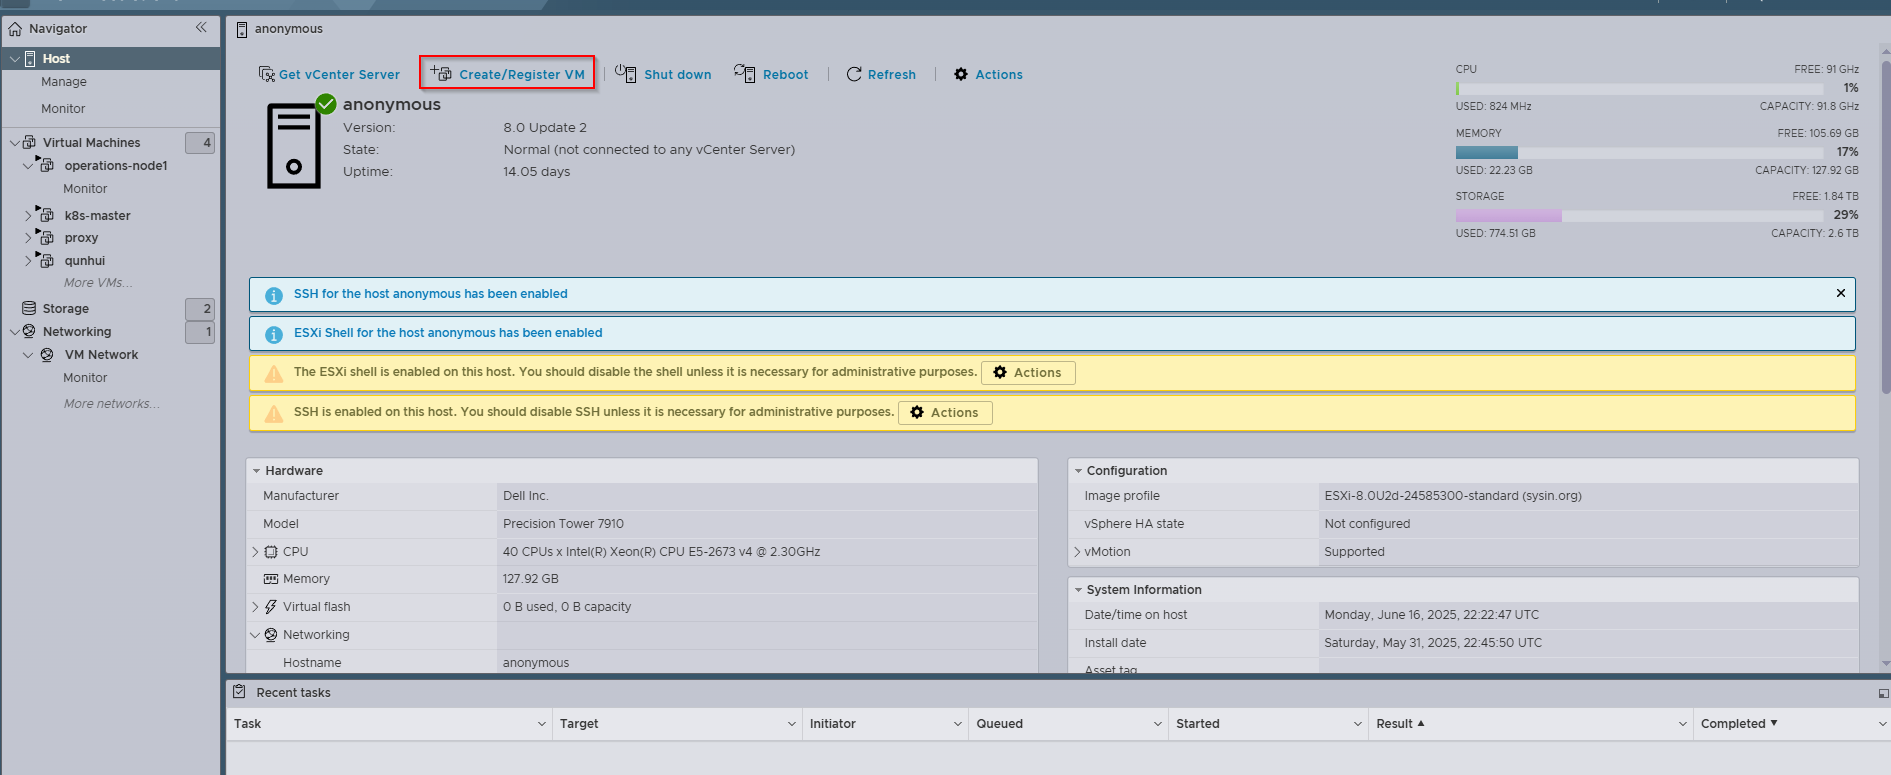 Navigator
Host
Manage
Monitor
Virtual Machines 4
operations-node1
Monitor
k8s-master
proxy
qunhui
More VMs...
Storage 2
Networking 1
VM Network
Monitor
More networks...
anonymous
Get vCenter Server
Create/Register VM
Shut down
Reboot
Refresh
Actions
anonymous
Version: 8.0 Update 2
State: Normal (not connected to any vCenter Server)
Uptime: 14.05 days
CPU FREE: 91 GHz
1%
USED: 824 MHz CAPACITY: 91.8 GHz
MEMORY FREE: 105.69 GB
17%
USED: 22.23 GB CAPACITY: 127.92 GB
STORAGE FREE: 1.84 TB
29%
USED: 774.51 GB CAPACITY: 2.6 TB
SSH for the host anonymous has been enabled
ESXi Shell for the host anonymous has been enabled
The ESXi shell is enabled on this host. You should disable the shell unless it is necessary for administrative purposes. Actions
SSH is enabled on this host. You should disable SSH unless it is necessary for administrative purposes. Actions
Hardware
Manufacturer Dell Inc.
Model Precision Tower 7910
CPU 40 CPUs x Intel(R) Xeon(R) CPU E5-2673 v4 @ 2.30GHz
Memory 127.92 GB
Virtual flash 0 B used, 0 B capacity
Networking
Hostname anonymous
Configuration
Image profile ESXi-8.0U2d-24585300-standard (sysin.org)
vSphere HA state Not configured
vMotion Supported
System Information
Date/time on host Monday, June 16, 2025, 22:22:47 UTC
Install date Saturday, May 31, 2025, 22:45:50 UTC
Asset tag
Recent tasks
Task Target Initiator Queued Started Result Completed